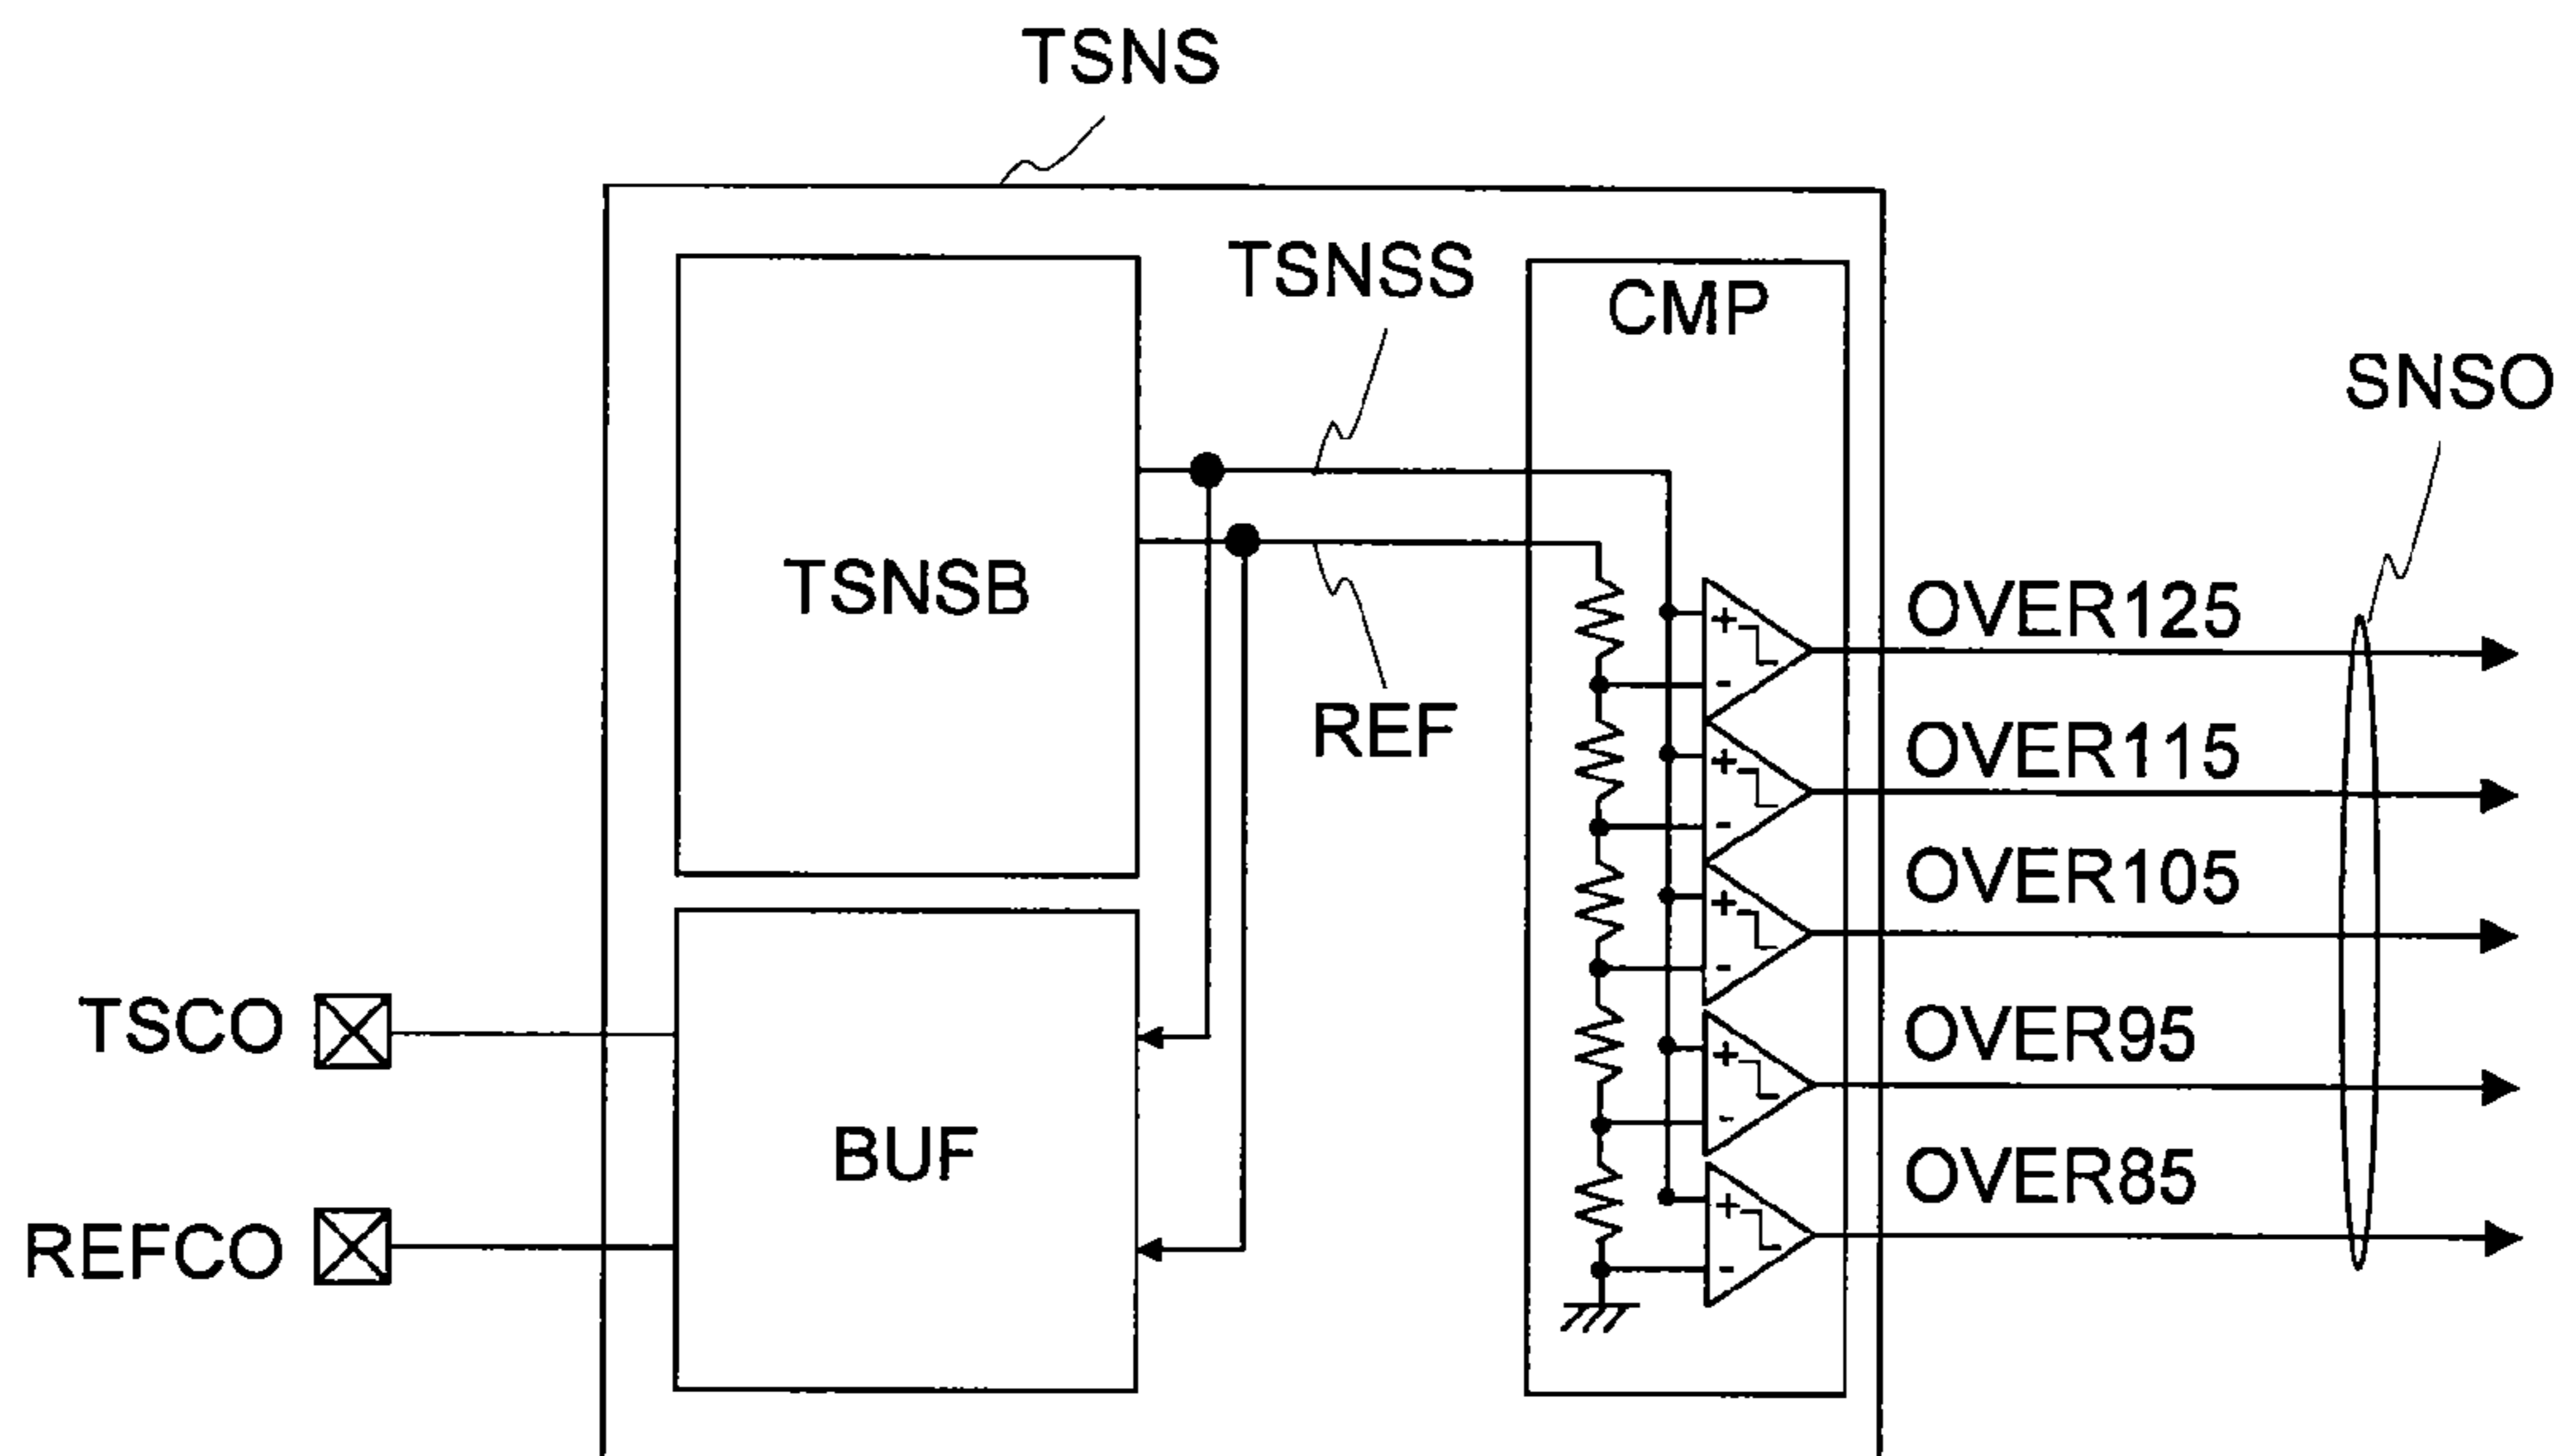 TSNS
TSNSS
CMP
SNSO
TSNSB
REF
+
-
OVER125
+
-
OVER115
+
-
OVER105
+
-
OVER95
+
-
OVER85
TSCO
BUF
REFCO